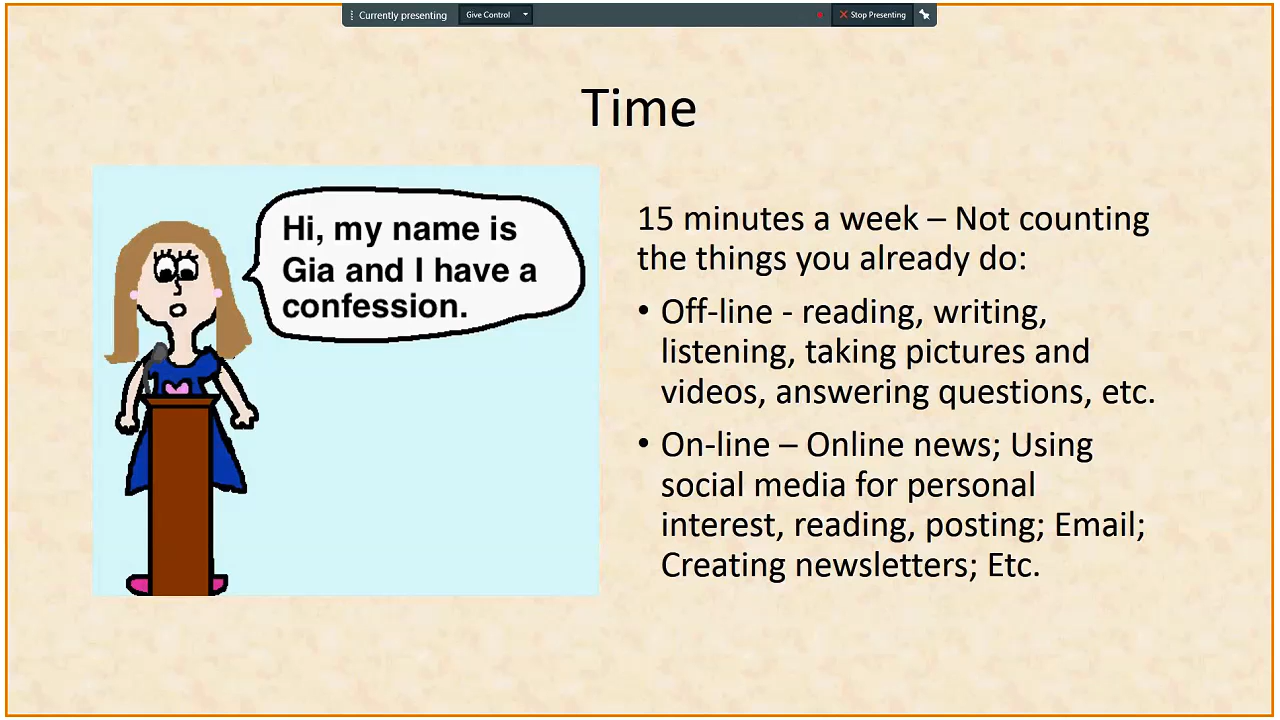 Currently presenting
Give Control
Stop Presenting
Time
Hi, my name is
Gia and I have a
confession.
15 minutes a week – Not counting
the things you already do:
• Off-line - reading, writing,
listening, taking pictures and
videos, answering questions, etc.
• On-line – Online news; Using
social media for personal
interest, reading, posting; Email;
Creating newsletters; Etc.